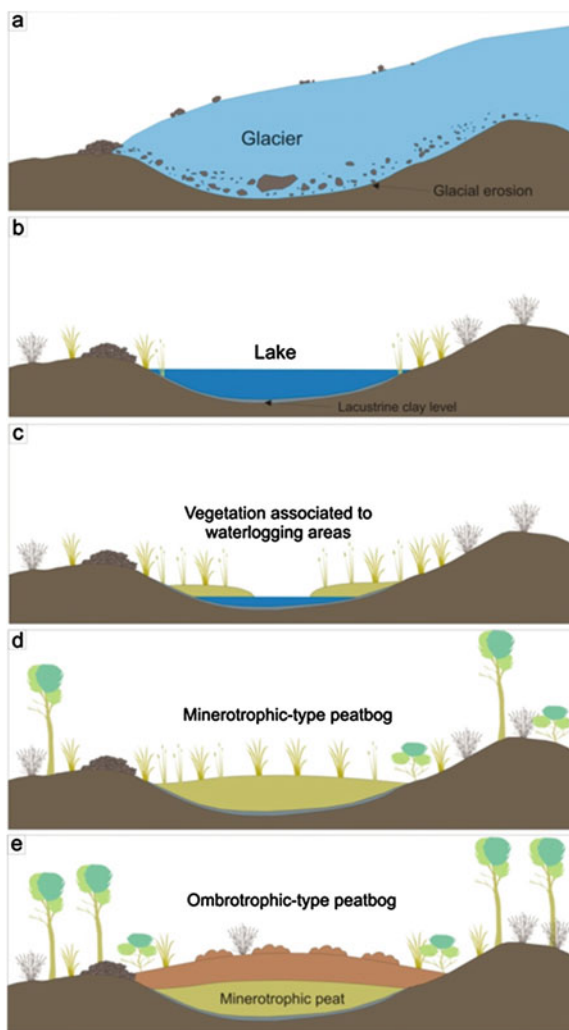 a
Glacier
Glacial erosion
b
Lake
Lacustrine clay level
c
Vegetation associated to
waterlogging areas
d
Minerotrophic-type peatbog
e
Ombrotrophic-type peatbog
Minerotrophic peat